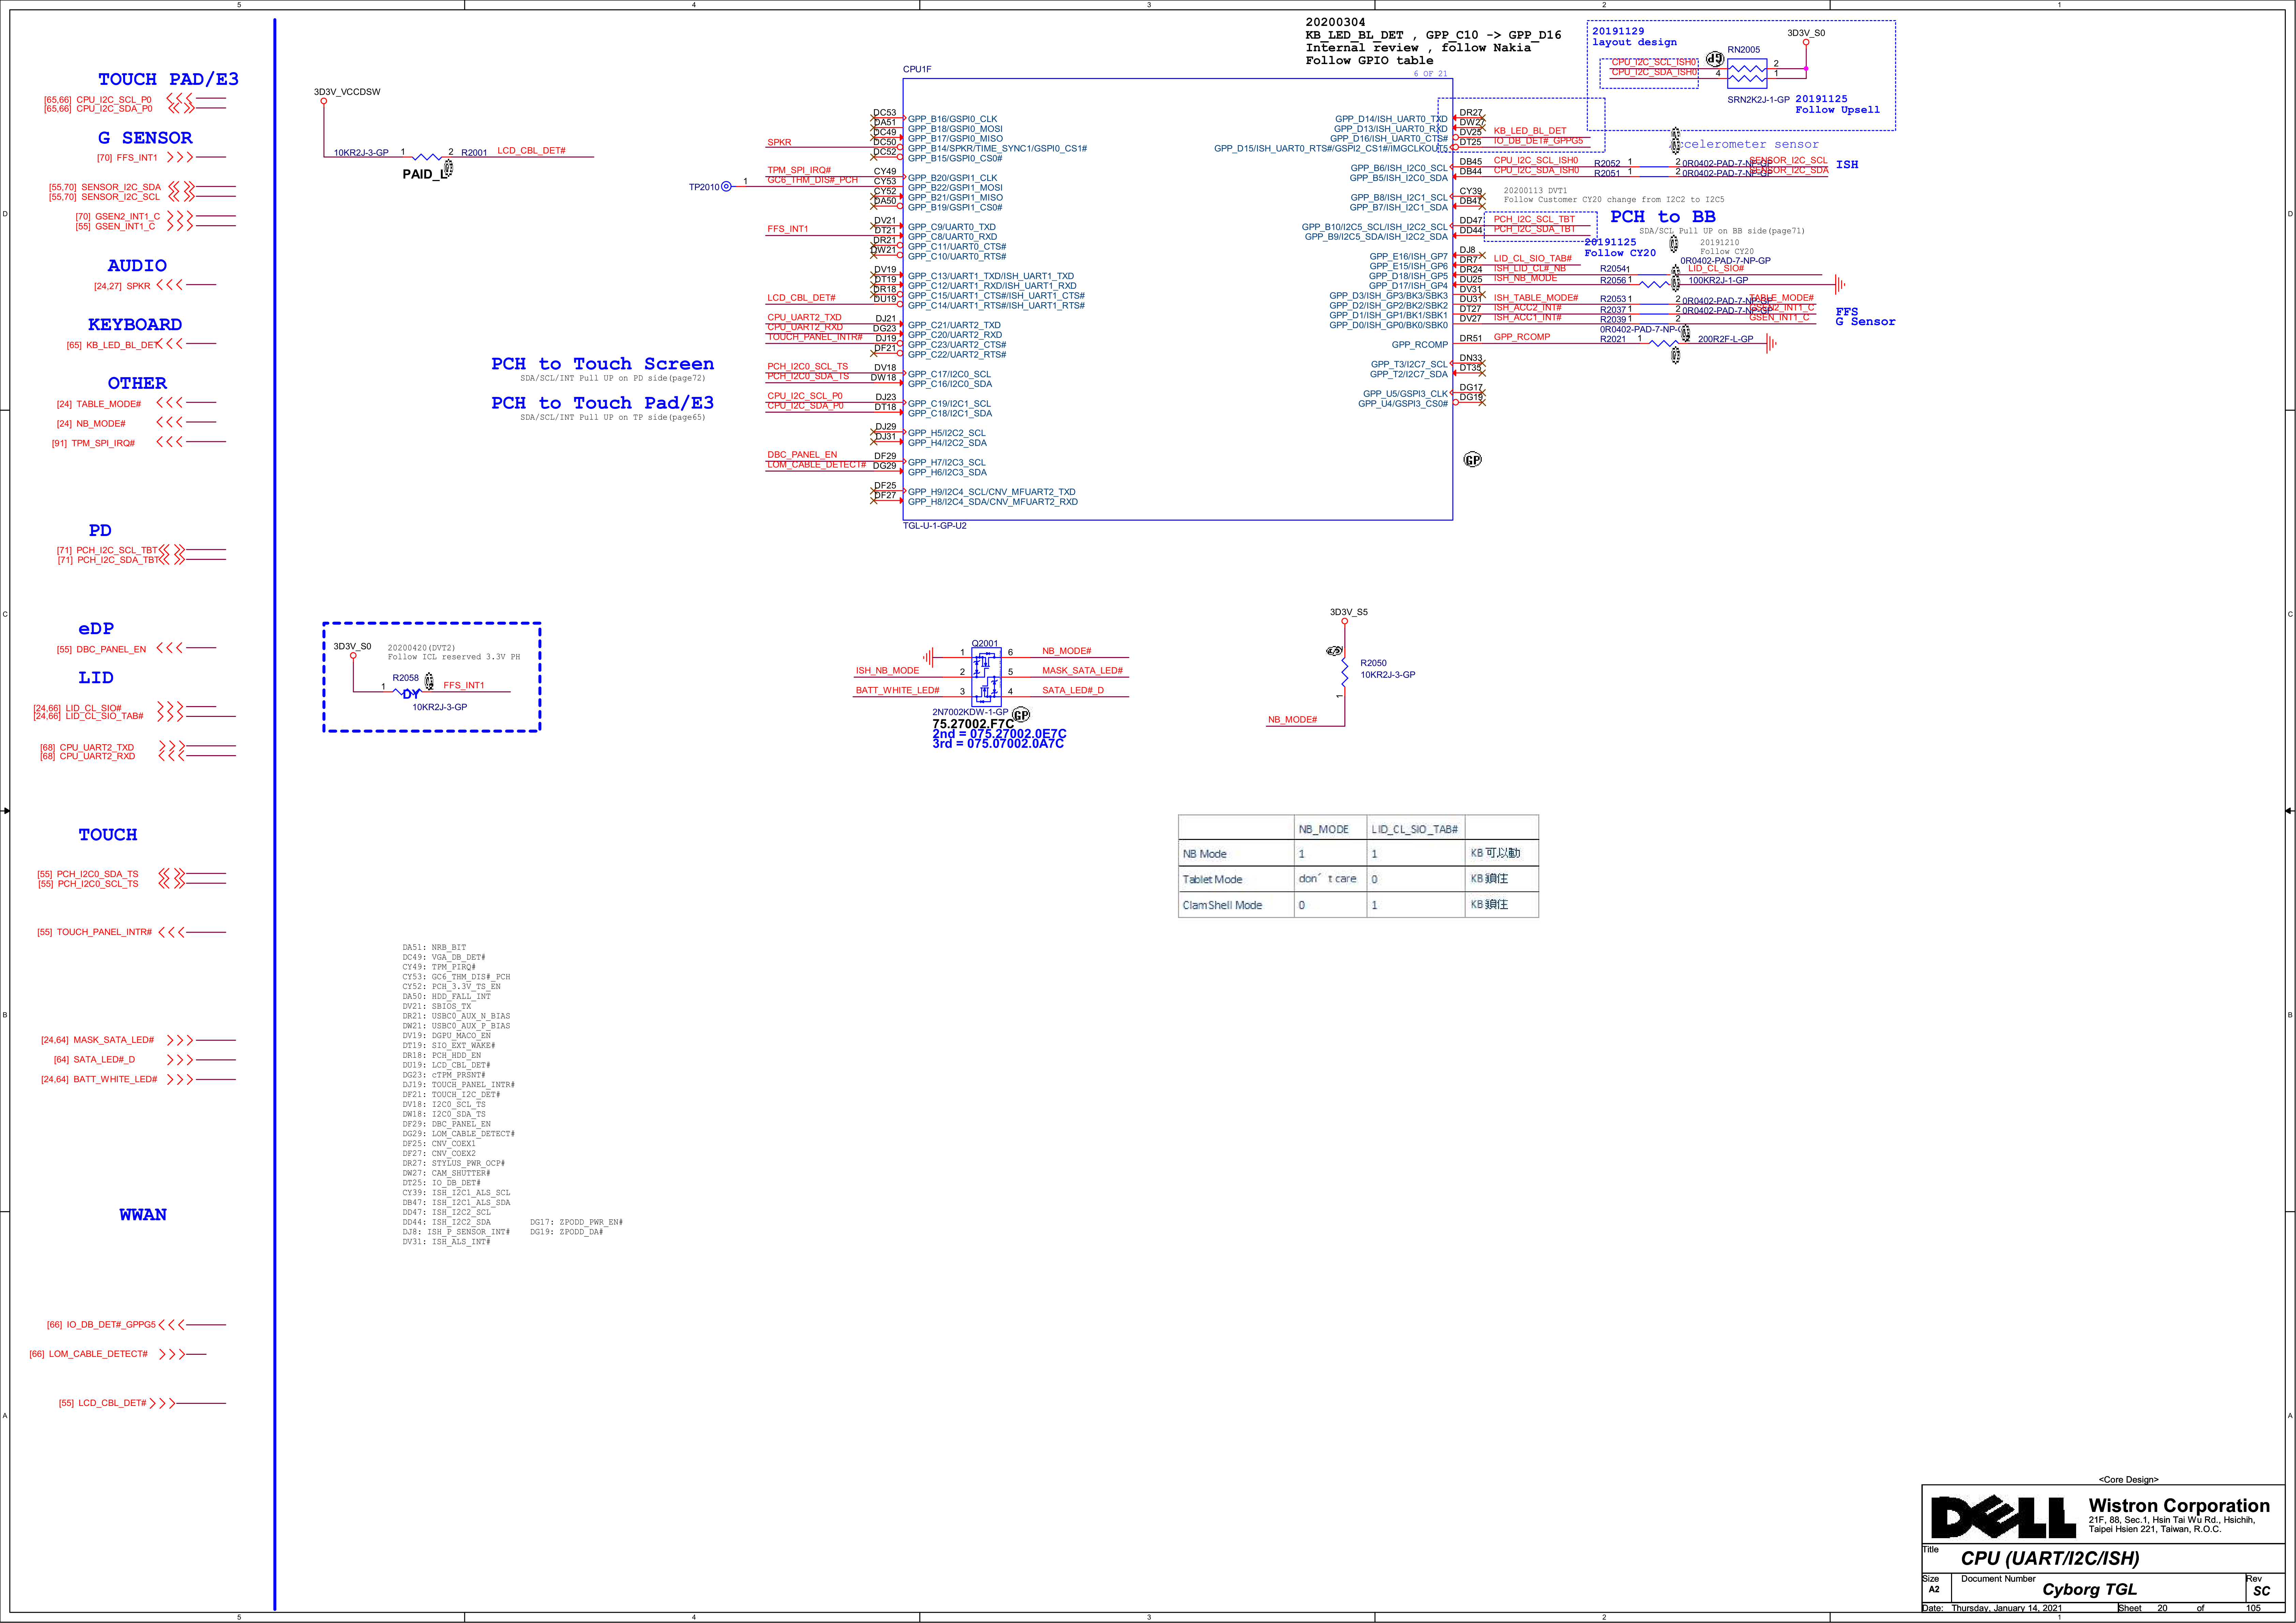 20200304
KB_LED_BL_DET , GPP_C10 -> GPP_D16
Internal review , follow Nakia
Follow GPIO table
20191129
layout design
3D3V_S0
RN2005
CPU_I2C_SCL_ISH0
CPU_I2C_SDA_ISH0
4
2
1
SRN2K2J-1-GP
20191125
Follow Upsell
TOUCH PAD/E3
[65,66] CPU_I2C_SCL_P0
[65,66] CPU_I2C_SDA_P0
G SENSOR
[70] FFS_INT1
[55,70] SENSOR_I2C_SDA
[55,70] SENSOR_I2C_SCL
[70] GSEN2_INT1_C
[55] GSEN_INT1_C
AUDIO
[24,27] SPKR
KEYBOARD
[65] KB_LED_BL_DET
OTHER
[24] TABLE_MODE#
[24] NB_MODE#
[91] TPM_SPI_IRQ#
PD
[71] PCH_I2C_SCL_TBT
[71] PCH_I2C_SDA_TBT
eDP
[55] DBC_PANEL_EN
LID
[24,66] LID_CL_SIO#
[24,66] LID_CL_SIO_TAB#
[68] CPU_UART2_TXD
[68] CPU_UART2_RXD
TOUCH
[55] PCH_I2C0_SDA_TS
[55] PCH_I2C0_SCL_TS
[55] TOUCH_PANEL_INTR#
[24,64] MASK_SATA_LED#
[64] SATA_LED#_D
[24,64] BATT_WHITE_LED#
WWAN
[66] IO_DB_DET#_GPPG5
[66] LOM_CABLE_DETECT#
[55] LCD_CBL_DET#
3D3V_VCCDSW
10KR2J-3-GP 1 2 R2001 LCD_CBL_DET#
PAID_L
CPU1F
6 OF 21
DC53 GPP_B16/GSPI0_CLK
DA51 GPP_B18/GSPI0_MOSI
DC49 GPP_B17/GSPI0_MISO
SPKR DC50 GPP_B14/SPKR/TIME_SYNC1/GSPI0_CS1#
DC52 GPP_B15/GSPI0_CS0#
TPM_SPI_IRQ# CY49 GPP_B20/GSPI1_CLK
TP2010 1 GC6_THM_DIS#_PCH CY53 GPP_B22/GSPI1_MOSI
CY52 GPP_B21/GSPI1_MISO
DA50 GPP_B19/GSPI1_CS0#
DV21 GPP_C9/UART0_TXD
FFS_INT1 DT21 GPP_C8/UART0_RXD
DR21 GPP_C11/UART0_CTS#
DW21 GPP_C10/UART0_RTS#
DV19 GPP_C13/UART1_TXD/ISH_UART1_TXD
DT19 GPP_C12/UART1_RXD/ISH_UART1_RXD
DR18 GPP_C15/UART1_CTS#/ISH_UART1_CTS#
LCD_CBL_DET# DU19 GPP_C14/UART1_RTS#/ISH_UART1_RTS#
CPU_UART2_TXD DJ21 GPP_C21/UART2_TXD
CPU_UART2_RXD DG23 GPP_C20/UART2_RXD
TOUCH_PANEL_INTR# DJ19 GPP_C23/UART2_CTS#
DF21 GPP_C22/UART2_RTS#
PCH to Touch Screen
SDA/SCL/INT Pull UP on PD side(page72)
PCH_I2C0_SCL_TS DV18 GPP_C17/I2C0_SCL
PCH_I2C0_SDA_TS DW18 GPP_C16/I2C0_SDA
PCH to Touch Pad/E3
SDA/SCL/INT Pull UP on TP side(page65)
CPU_I2C_SCL_P0 DJ23 GPP_C19/I2C1_SCL
CPU_I2C_SDA_P0 DT18 GPP_C18/I2C1_SDA
DJ29 GPP_H5/I2C2_SCL
DJ31 GPP_H4/I2C2_SDA
DBC_PANEL_EN DF29 GPP_H7/I2C3_SCL
LOM_CABLE_DETECT# DG29 GPP_H6/I2C3_SDA
DF25 GPP_H9/I2C4_SCL/CNV_MFUART2_TXD
DF27 GPP_H8/I2C4_SDA/CNV_MFUART2_RXD
TGL-U-1-GP-U2
GPP_D14/ISH_UART0_TXD DR27
GPP_D13/ISH_UART0_RXD DW27
GPP_D16/ISH_UART0_CTS# DV25 KB_LED_BL_DET
GPP_D15/ISH_UART0_RTS#/GSPI2_CS1#/IMGCLKOUT5 DT25 IO_DB_DET#_GPPG5
Accelerometer sensor
GPP_B6/ISH_I2C0_SCL DB45 CPU_I2C_SCL_ISH0 R2052 1 2 0R0402-PAD-7-NP-GP SENSOR_I2C_SCL
GPP_B5/ISH_I2C0_SDA DB44 CPU_I2C_SDA_ISH0 R2051 1 2 0R0402-PAD-7-NP-GP SENSOR_I2C_SDA
ISH
GPP_B8/ISH_I2C1_SCL CY39
GPP_B7/ISH_I2C1_SDA DB47
20200113 DVT1
Follow Customer CY20 change from I2C2 to I2C5
PCH to BB
SDA/SCL Pull UP on BB side(page71)
GPP_B10/I2C5_SCL/ISH_I2C2_SCL DD47 PCH_I2C_SCL_TBT
GPP_B9/I2C5_SDA/ISH_I2C2_SDA DD44 PCH_I2C_SDA_TBT
20191125
Follow CY20
20191210
Follow CY20
GPP_E16/ISH_GP7 DJ8
GPP_E15/ISH_GP6 DR7 LID_CL_SIO_TAB# 0R0402-PAD-7-NP-GP
GPP_D18/ISH_GP5 DR24 ISH_LID_CL#_NB R2054 1 LID_CL_SIO#
GPP_D17/ISH_GP4 DU25 ISH_NB_MODE R2056 1 100KR2J-1-GP
GPP_D3/ISH_GP3/BK3/SBK3 DV31
GPP_D2/ISH_GP2/BK2/SBK2 DU31 ISH_TABLE_MODE# R2053 1 2 0R0402-PAD-7-NP-GP TABLE_MODE#
GPP_D1/ISH_GP1/BK1/SBK1 DT27 ISH_ACC2_INT# R2037 1 2 0R0402-PAD-7-NP-GP GSEN2_INT1_C
GPP_D0/ISH_GP0/BK0/SBK0 DV27 ISH_ACC1_INT# R2039 1 2 GSEN_INT1_C
FFS
G Sensor
0R0402-PAD-7-NP-G
GPP_RCOMP DR51 GPP_RCOMP R2021 1 2 200R2F-L-GP
GPP_T3/I2C7_SCL DN33
GPP_T2/I2C7_SDA DT35
GPP_U5/GSPI3_CLK DG17
GPP_U4/GSPI3_CS0# DG19
GP
3D3V_S0
20200420(DVT2)
Follow ICL reserved 3.3V PH
R2058
1 DY 2 FFS_INT1
10KR2J-3-GP
Q2001
1 6 NB_MODE#
ISH_NB_MODE 2 5 MASK_SATA_LED#
BATT_WHITE_LED# 3 4 SATA_LED#_D
2N7002KDW-1-GP
GP
75.27002.F7C
2nd = 075.27002.0E7C
3rd = 075.07002.0A7C
3D3V_S5
R2050
10KR2J-3-GP
1
NB_MODE#
NB_MODE LID_CL_SIO_TAB#
NB Mode 1 1 KB 可以動
Tablet Mode don´t care 0 KB 鎖住
ClamShell Mode 0 1 KB 鎖住
DA51: NRB_BIT
DC49: VGA_DB_DET#
CY49: TPM_PIRQ#
CY53: GC6_THM_DIS#_PCH
CY52: PCH_3.3V_TS_EN
DA50: HDD_FALL_INT
DV21: SBIOS_TX
DR21: USBC0_AUX_N_BIAS
DW21: USBC0_AUX_P_BIAS
DV19: DGPU_MACO_EN
DT19: SIO_EXT_WAKE#
DR18: PCH_HDD_EN
DU19: LCD_CBL_DET#
DG23: cTPM_PRSNT#
DJ19: TOUCH_PANEL_INTR#
DF21: TOUCH_I2C_DET#
DV18: I2C0_SCL_TS
DW18: I2C0_SDA_TS
DF29: DBC_PANEL_EN
DG29: LOM_CABLE_DETECT#
DF25: CNV_COEX1
DF27: CNV_COEX2
DR27: STYLUS_PWR_OCP#
DW27: CAM_SHUTTER#
DT25: IO_DB_DET#
CY39: ISH_I2C1_ALS_SCL
DB47: ISH_I2C1_ALS_SDA
DD47: ISH_I2C2_SCL
DD44: ISH_I2C2_SDA DG17: ZPODD_PWR_EN#
DJ8: ISH_P_SENSOR_INT# DG19: ZPODD_DA#
DV31: ISH_ALS_INT#
<Core Design>
DELL
Wistron Corporation
21F, 88, Sec.1, Hsin Tai Wu Rd., Hsichih,
Taipei Hsien 221, Taiwan, R.O.C.
Title
CPU (UART/I2C/ISH)
Size Document Number Rev
A2 Cyborg TGL SC
Date: Thursday, January 14, 2021 Sheet 20 of 105